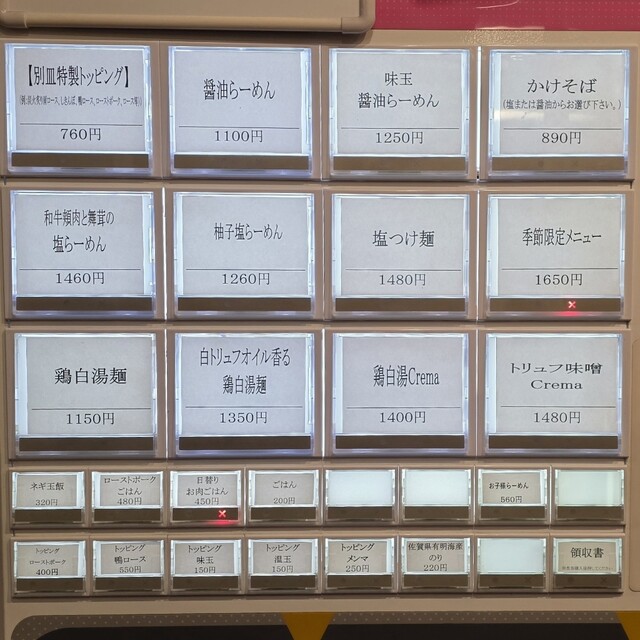 【別皿特製トッピング】
760円
醤油らーめん
1100円
味玉
醤油らーめん
1250円
かけそば
(塩または醤油からお選び下さい。)
890円
和牛頬肉と舞茸の
塩らーめん
1460円
柚子塩らーめん
1260円
塩つけ麺
1480円
季節限定メニュー
1650円
×
鶏白湯麺
1150円
白トリュフオイル香る
鶏白湯麺
1350円
鶏白湯Crema
1400円
トリュフ味噌
Crema
1480円
ネギ玉飯
320円
ローストポーク
ごはん
480円
日替り
お肉ごはん
450円
×
ごはん
200円
お子様らーめん
560円
トッピング
ローストポーク
400円
トッピング
鴨ロース
550円
トッピング
味玉
150円
トッピング
温玉
150円
トッピング
メンマ
250円
佐賀県有明海産
のり
220円
領収書